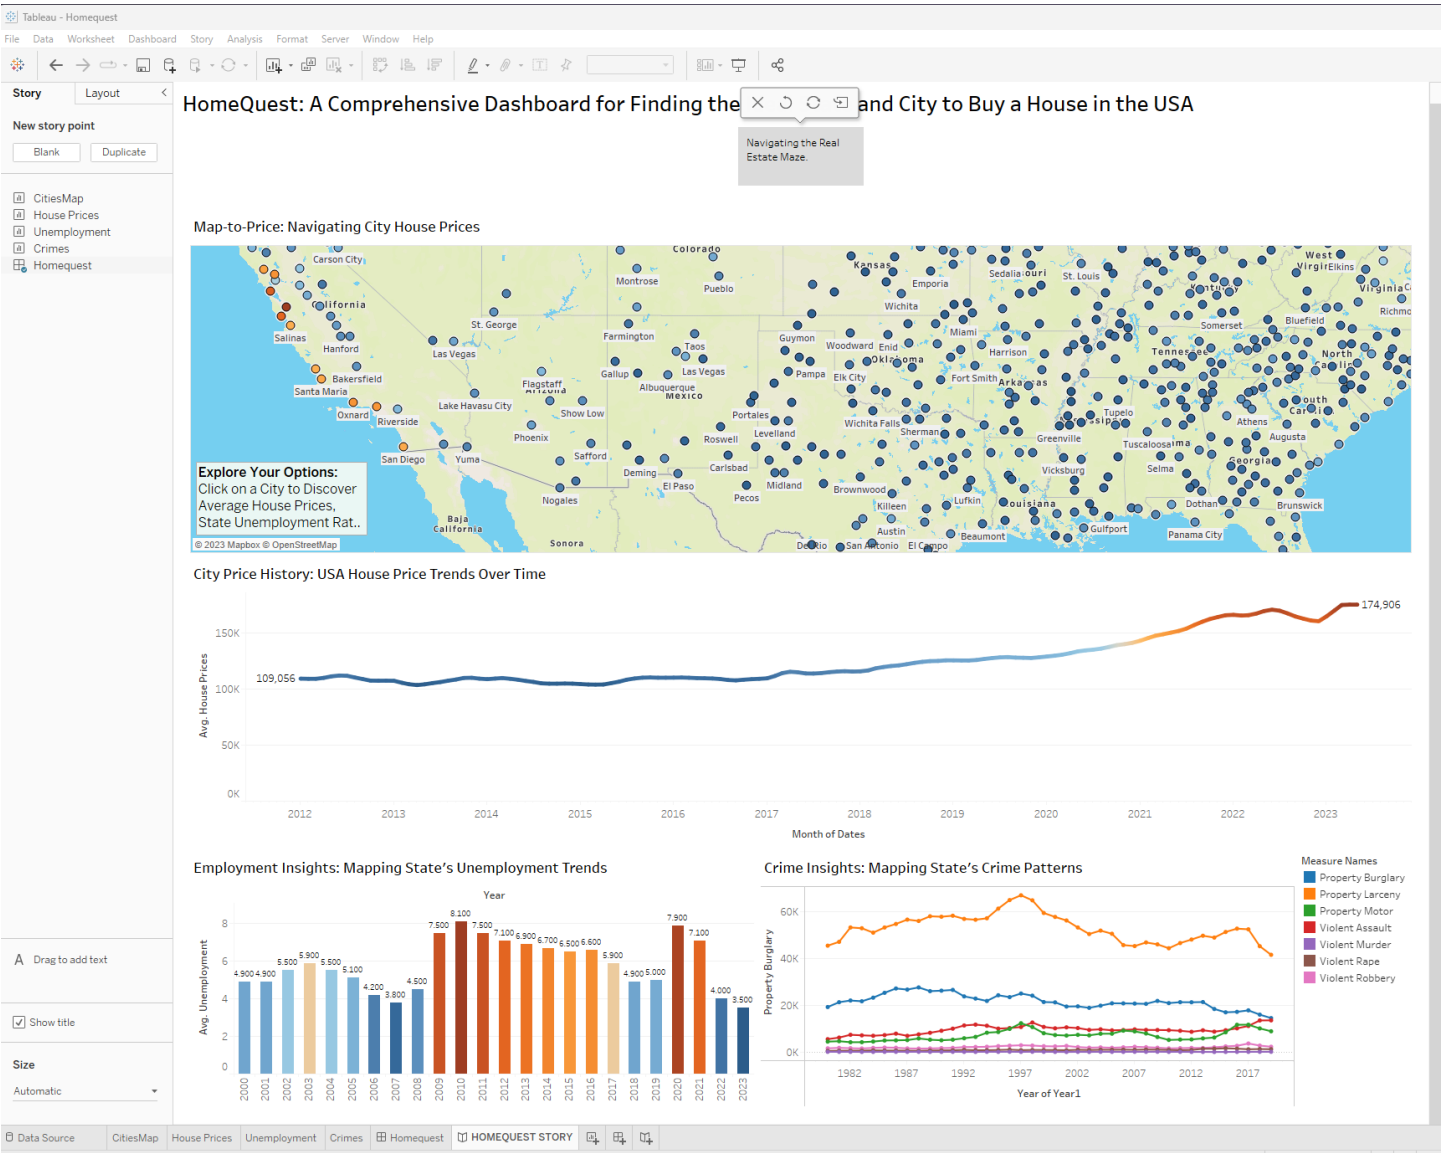 Tableau - Homequest
File Data Worksheet Dashboard Story Analysis Format Server Window Help
Story Layout
HomeQuest: A Comprehensive Dashboard for Finding the
and City to Buy a House in the USA
New story point
Blank Duplicate
Navigating the Real
Estate Maze.
CitiesMap
House Prices
Unemployment
Crimes
Homequest
Map-to-Price: Navigating City House Prices
Carson City
Colorado
Kansas
Sedalia
ouri
St. Louis
West
Virgir
Elkins
Montrose
Pueblo
Emporia
Virginia
Wichita
St. George
Salinas
Farmington
Guymon
Miami
Somerset
Bluefield
Richmo
Hanford
Las Vegas
Taos
Woodward
Enid
Harrison
North
Gallup
Las Vegas
Pampa
Elk City
Fort Smith
Bakersfield
Flagstaff
Albuquerque
Mexico
Santa Maria
Lake Havasu City
Show Low
Portales
Tupelo
Oxnard
Riverside
Phoenix
Roswell
Levelland
Wichita Falls
Sherman
Greenville
Tuscaloosa
Athens
Augusta
San Diego
Yuma
Safford
Deming
El Paso
Carlsbad
Midland
Vicksburg
Selma
Georgia
Explore Your Options:
Click on a City to Discover
Average House Prices,
State Unemployment Rat..
Nogales
Pecos
Brownwood
Killeen
Lufkin
Dothan
Brunswick
Baja
California
Sonora
Austin
Beaumont
Gulfport
Panama City
San Antonio
El Campo
© 2023 Mapbox © OpenStreetMap
City Price History: USA House Price Trends Over Time
174,906
150K
109,056
100K
50K
0K
Avg. House Prices
2012 2013 2014 2015 2016 2017 2018 2019 2020 2021 2022 2023
Month of Dates
Employment Insights: Mapping State's Unemployment Trends
Year
8
6
4
2
0
Avg. Unemployment
4.900 4.900 5.500 5.900 5.500 5.100 4.200 3.800 4.500 7.500 8.100 7.500 7.100 6.900 6.700 6.500 6.600 5.900 4.900 5.000 7.900 7.100 4.000 3.500
2000 2001 2002 2003 2004 2005 2006 2007 2008 2009 2010 2011 2012 2013 2014 2015 2016 2017 2018 2019 2020 2021 2022 2023
Crime Insights: Mapping State's Crime Patterns
60K
40K
20K
0K
Property Burglary
1982 1987 1992 1997 2002 2007 2012 2017
Year of Year1
Measure Names
Property Burglary
Property Larceny
Property Motor
Violent Assault
Violent Murder
Violent Rape
Violent Robbery
A Drag to add text
Show title
Size
Automatic
Data Source CitiesMap House Prices Unemployment Crimes Homequest HOMEQUEST STORY